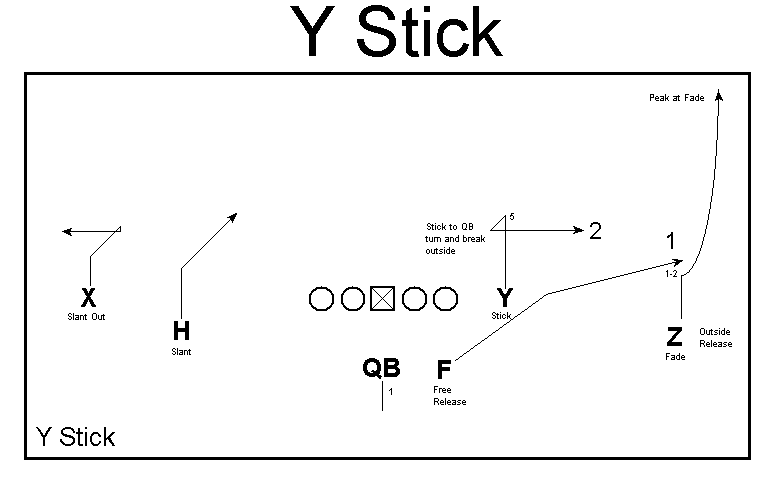 Y Stick
Peak at Fade
5
Stick to QB
turn and break
outside
2
1
1-2
X
Slant Out
H
Slant
Y
Stick
Z
Fade
Outside
Release
QB
1
F
Free
Release
Y Stick